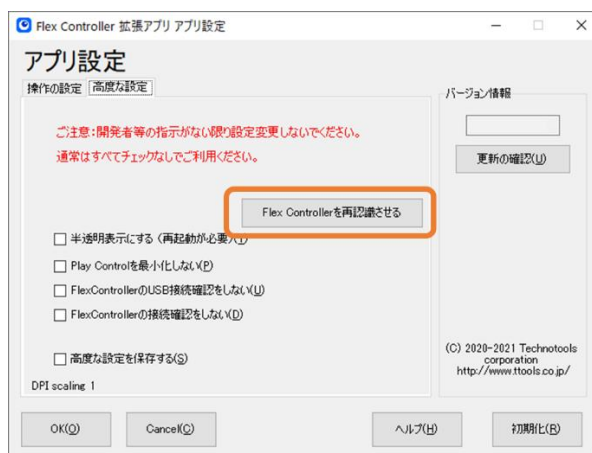 Flex Controller 拡張アプリ アプリ設定
アプリ設定
操作の設定
高度な設定
ご注意：開発者等の指示がない限り設定変更しないでください。
通常はすべてチェックなしでご利用ください。
Flex Controllerを再認識させる
半透明表示にする（再起動が必要）(T)
Play Controlを最小化しない(P)
FlexControllerのUSB接続確認をしない(U)
FlexControllerの接続確認をしない(D)
高度な設定を保存する(S)
DPI scaling 1
バージョン情報
更新の確認(U)
(C) 2020-2021 Technotools
corporation
http://www.ttools.co.jp/
OK(O)
Cancel(C)
ヘルプ(H)
初期化(R)